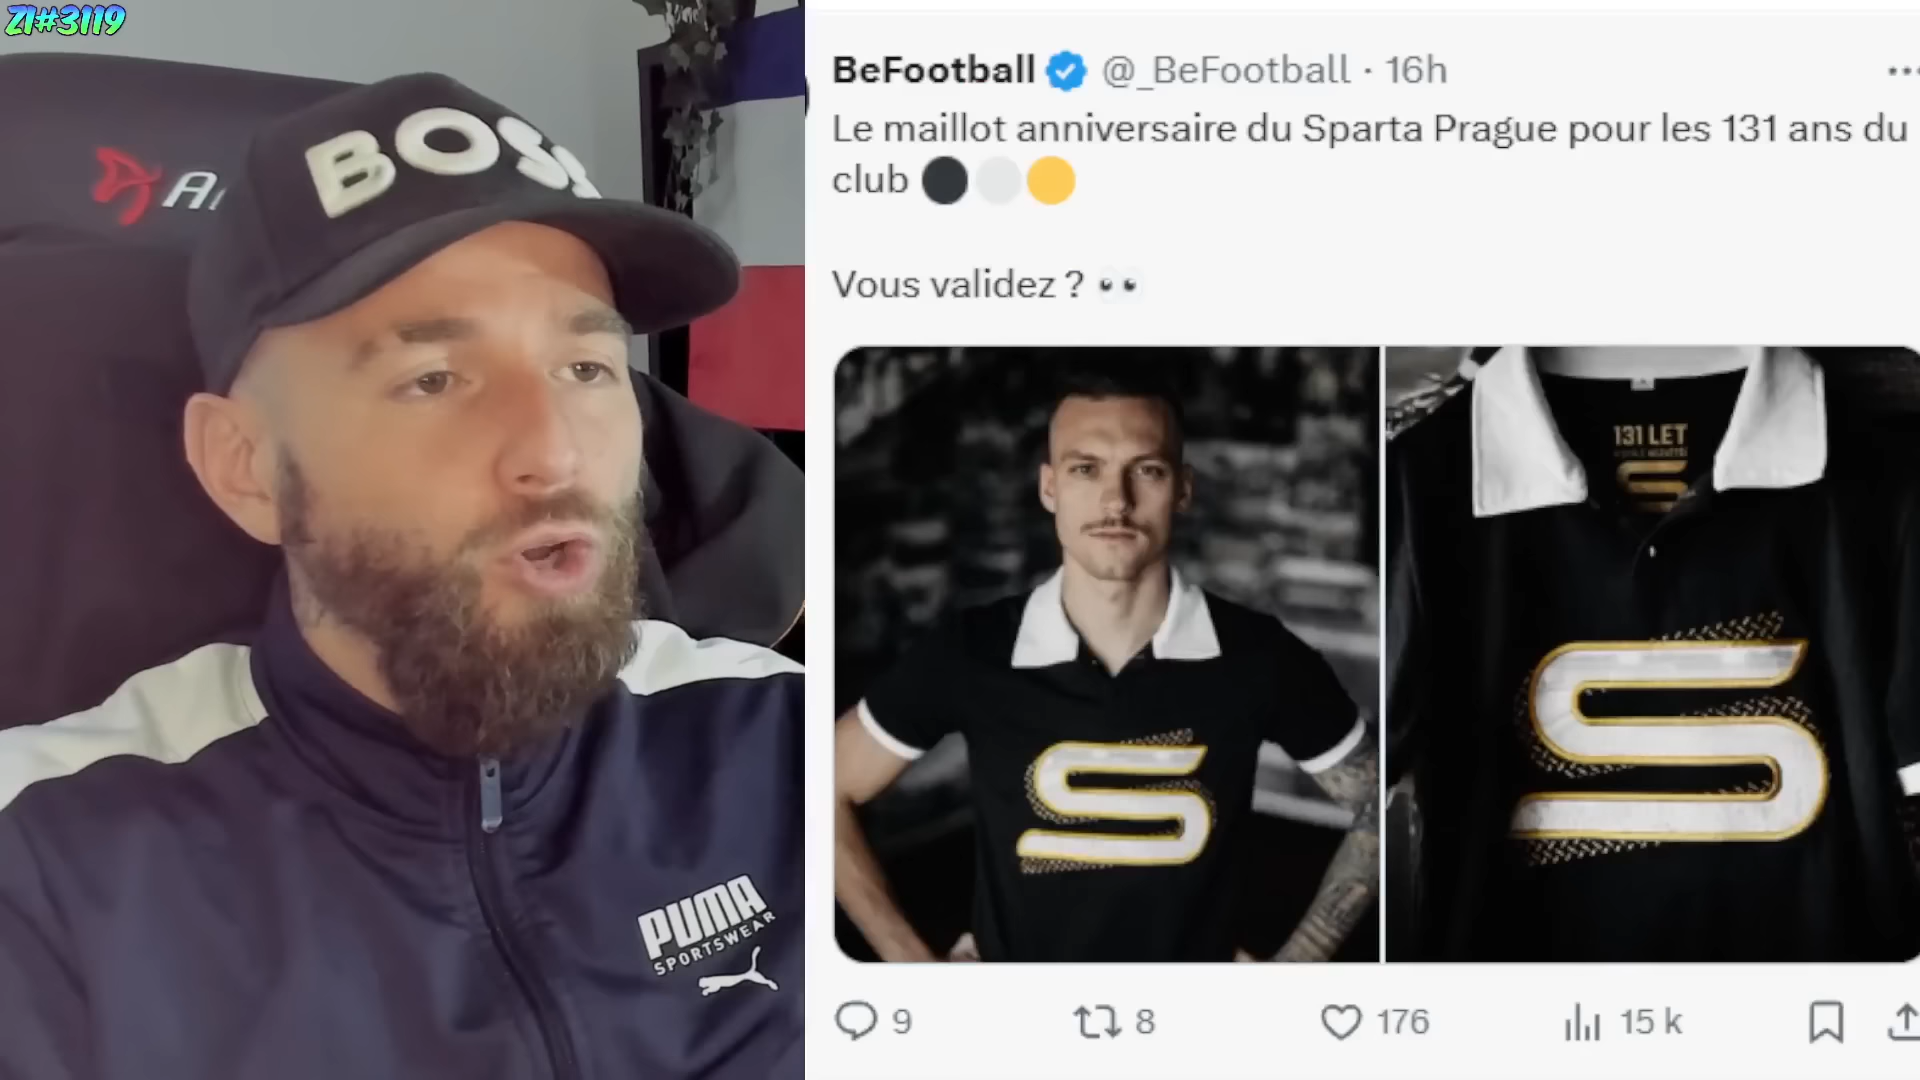 ZI#3119
BOSS
PUMA
SPORTSWEAR
BeFootball @_BeFootball · 16h
Le maillot anniversaire du Sparta Prague pour les 131 ans du
club
Vous validez ?
131 LET
9 8 176 15 k